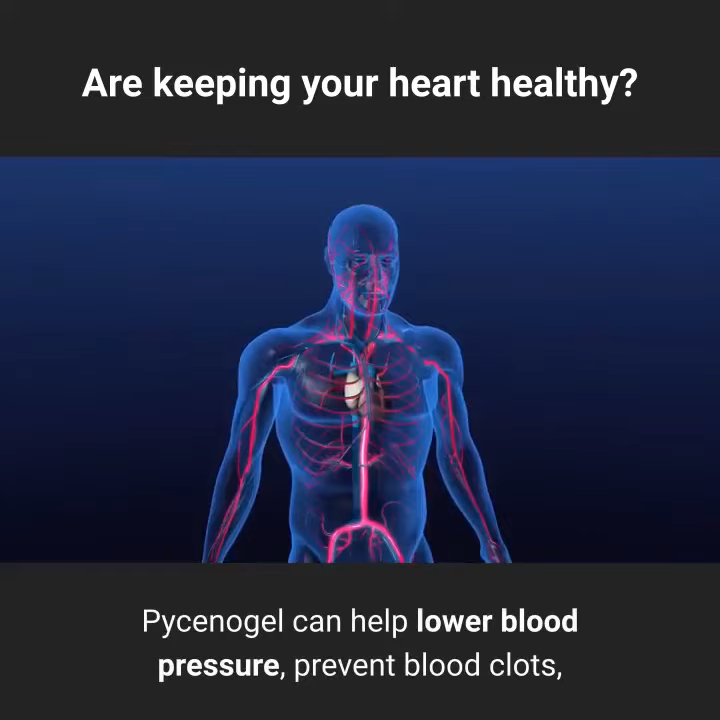 Are keeping your heart healthy?
Pycenogel can help lower blood
pressure, prevent blood clots,